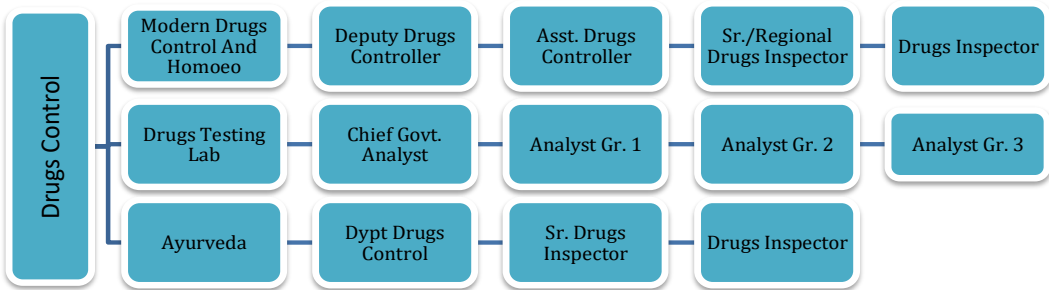 Drugs Control
Modern Drugs
Control And
Homoeo
Deputy Drugs
Controller
Asst. Drugs
Controller
Sr./Regional
Drugs Inspector
Drugs Inspector
Drugs Testing
Lab
Chief Govt.
Analyst
Analyst Gr. 1
Analyst Gr. 2
Analyst Gr. 3
Ayurveda
Dypt Drugs
Control
Sr. Drugs
Inspector
Drugs Inspector